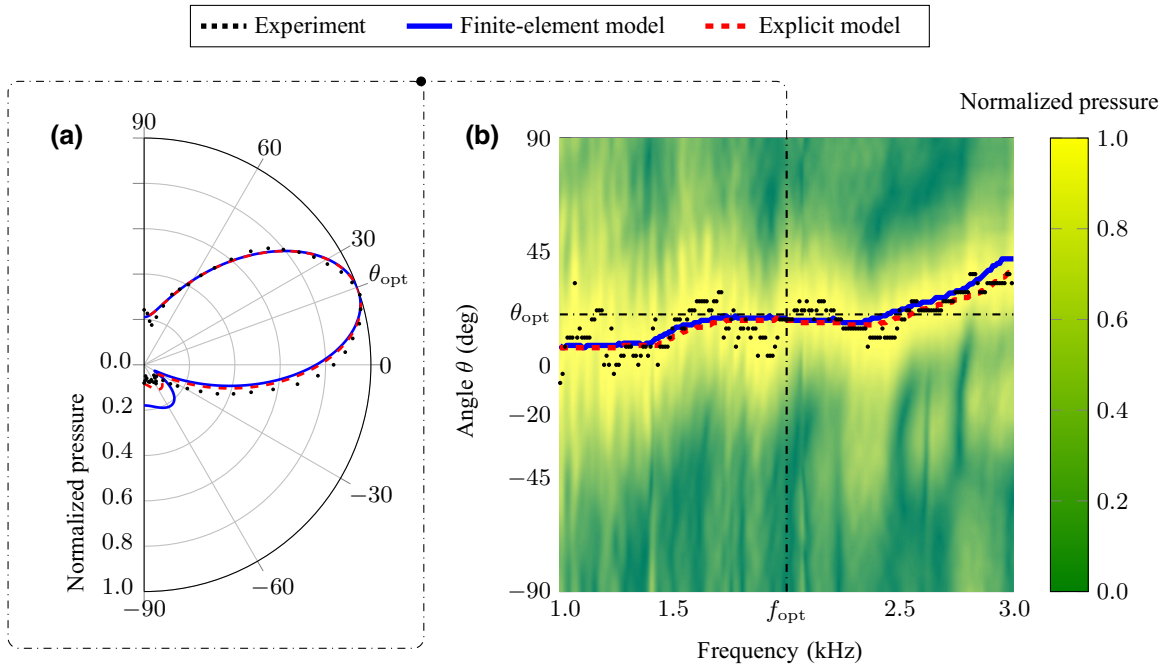 Experiment Finite-element model Explicit model
(a)
90
60
30
θopt
0
−30
−60
−90
0.0
0.2
0.4
0.6
0.8
1.0
Normalized pressure
(b)
90
45
θopt
0
−20
−45
−90
Angle θ (deg)
1.0 1.5 fopt 2.5 3.0
Frequency (kHz)
Normalized pressure
1.0
0.8
0.6
0.4
0.2
0.0